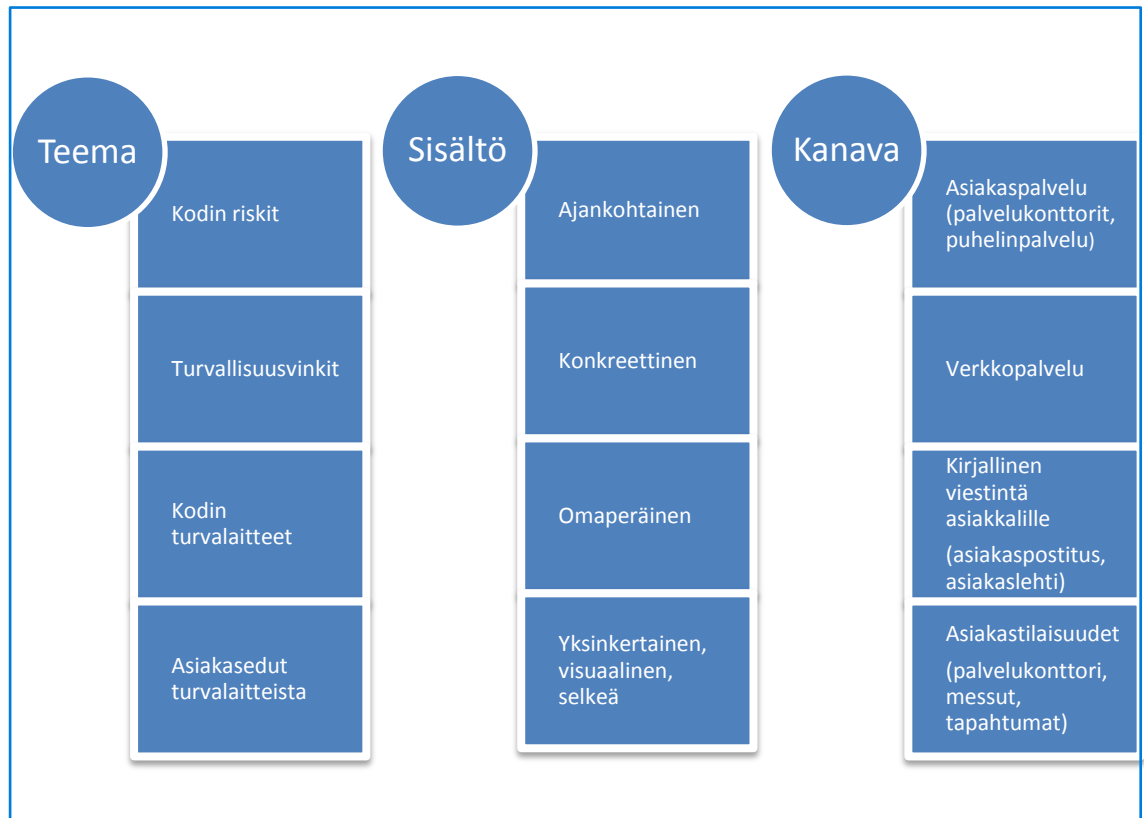 Teema
Kodin riskit
Turvallisuusvinkit
Kodin
turvalaitteet
Asiakasedut
turvalaitteista
Sisältö
Ajankohtainen
Konkreettinen
Omaperäinen
Yksinkertainen,
visuaalinen,
selkeä
Kanava
Asiakaspalvelu
(palvelukonttorit,
puhelinpalvelu)
Verkkopalvelu
Kirjallinen
viestintä
asiakkalille
(asiakaspostitus,
asiakaslehti)
Asiakastilaisuudet
(palvelukonttori,
messut,
tapahtumat)